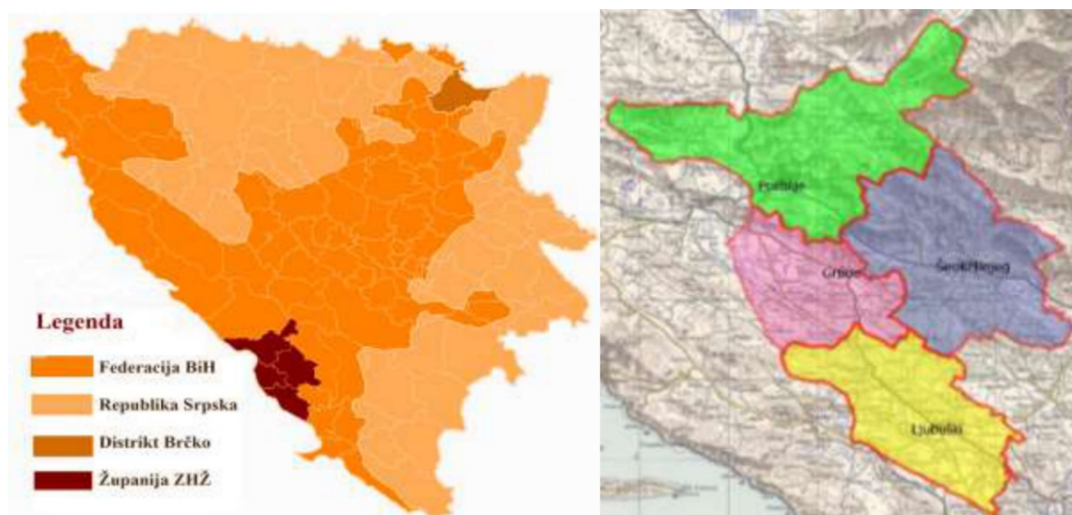 Legenda
Federacija BiH
Republika Srpska
Distrikt Brčko
Županija ZHŽ
Posušje
Grude
Široki Brijeg
Ljubuški